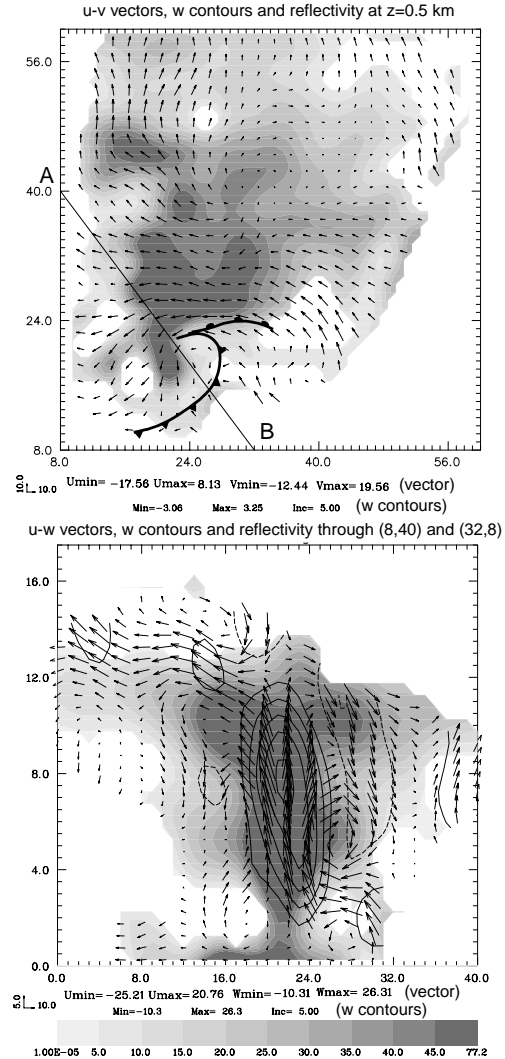 u-v vectors, w contours and reflectivity at z=0.5 km
56.0
A
40.0
24.0
B
8.0
8.0 24.0 40.0 56.0
10.0
10.0
Umin= -17.56 Umax= 8.13 Vmin=-12.44 Vmax= 19.56 (vector)
Min=-3.06 Max= 3.25 Inc= 5.00 (w contours)
u-w vectors, w contours and reflectivity through (8,40) and (32,8)
16.0
12.0
8.0
4.0
0.0
0.0 8.0 16.0 24.0 32.0 40.0
5.0
10.0
Umin=-25.21 Umax= 20.76 Wmin=-10.31 Wmax= 26.31 (vector)
Min=-10.3 Max= 26.3 Inc= 5.00 (w contours)
1.00E-05 5.0 10.0 15.0 20.0 25.0 30.0 35.0 40.0 45.0 77.2